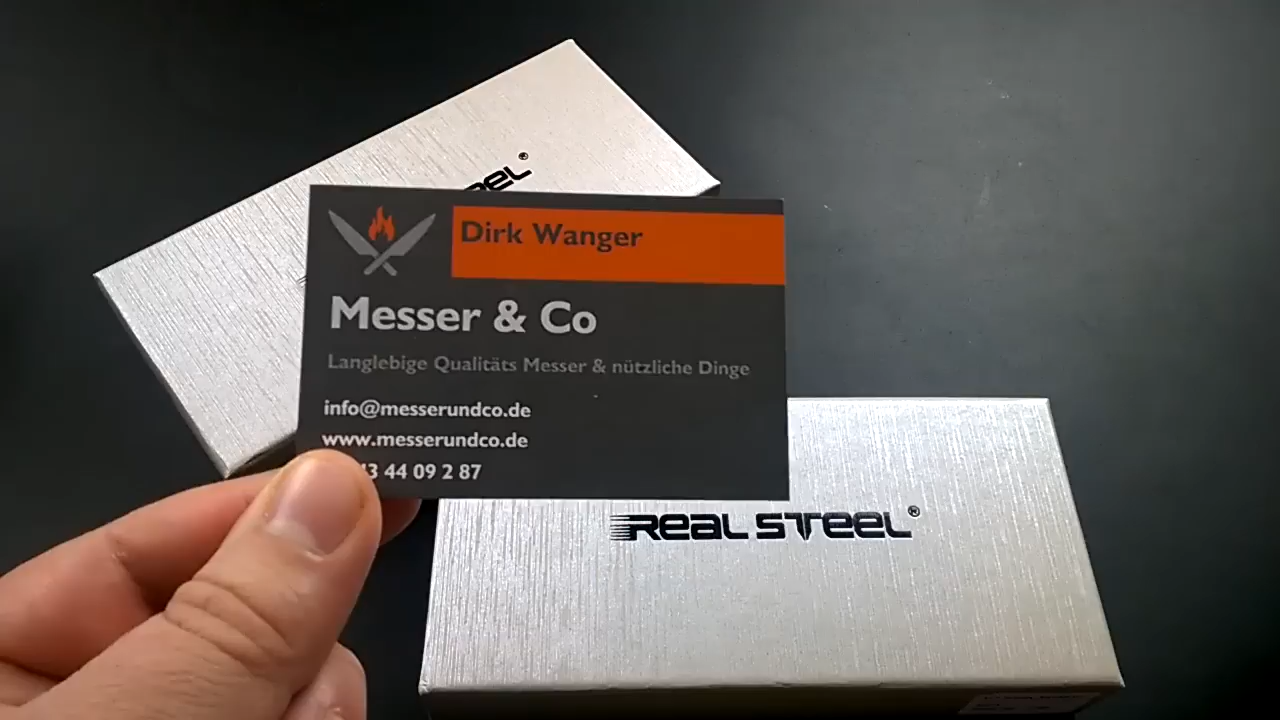 Dirk Wanger
Messer & Co
Langlebige Qualitäts Messer & nützliche Dinge
info@messerundco.de
www.messerundco.de
3 44 09 2 87
REAL STEEL®